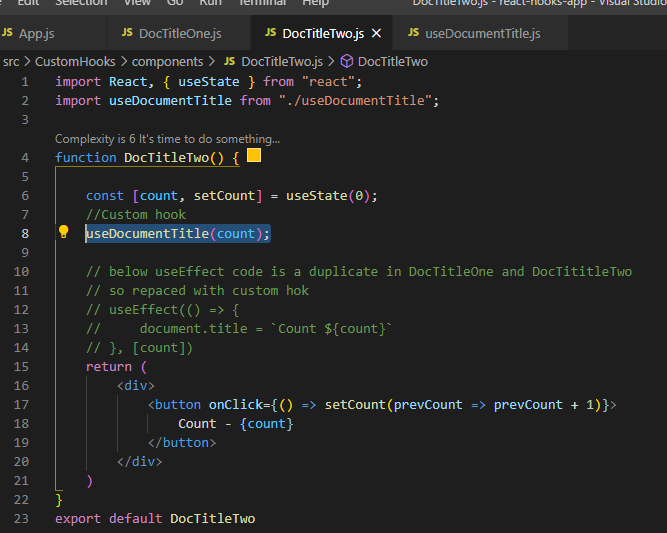 Edit Selection View Go Run Terminal Help DocTitleTwo.js - react-hooks-app - Visual Studio
JS App.js JS DocTitleOne.js JS DocTitleTwo.js JS useDocumentTitle.js
src > CustomHooks > components > JS DocTitleTwo.js > DocTitleTwo
1 import React, { useState } from "react";
2 import useDocumentTitle from "./useDocumentTitle";
3
Complexity is 6 It's time to do something...
4 function DocTitleTwo() {
5
6 const [count, setCount] = useState(0);
7 //Custom hook
8 useDocumentTitle(count);
9
10 // below useEffect code is a duplicate in DocTitleOne and DocTititleTwo
11 // so repaced with custom hok
12 // useEffect(() => {
13 //     document.title = `Count ${count}`
14 // }, [count])
15 return (
16 <div>
17 <button onClick={() => setCount(prevCount => prevCount + 1)}>
18 Count - {count}
19 </button>
20 </div>
21 )
22 }
23 export default DocTitleTwo